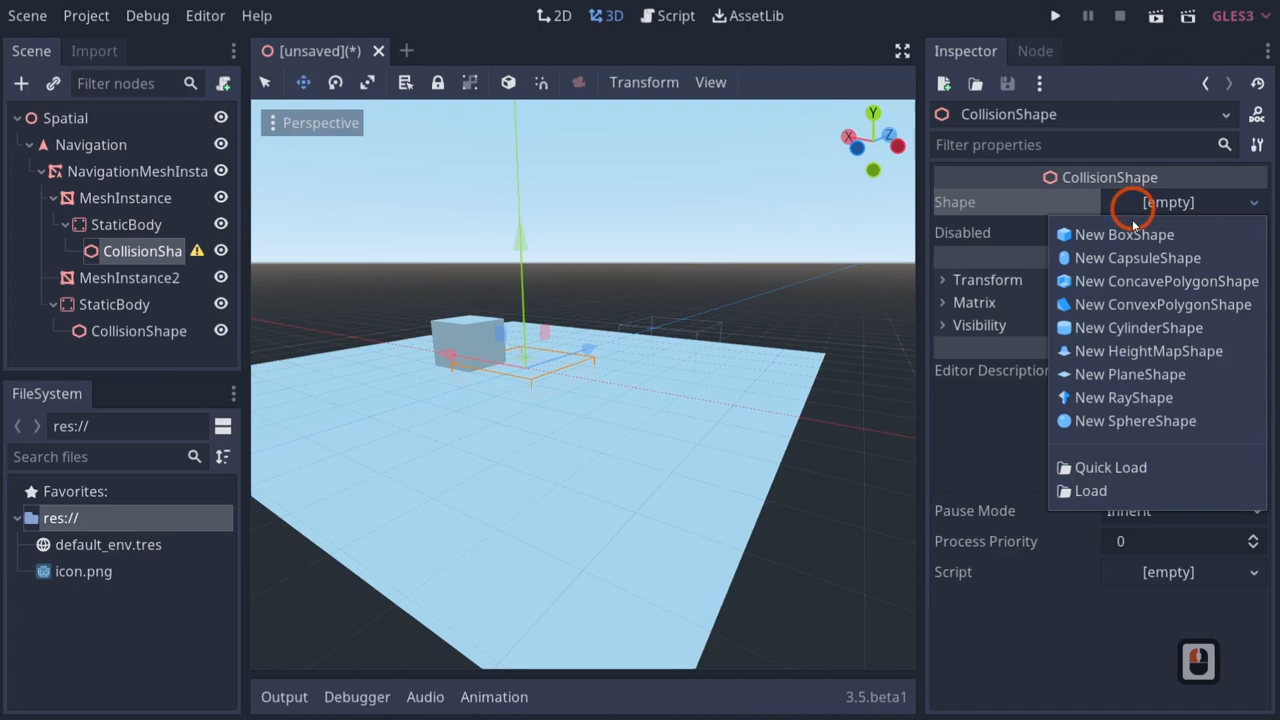 Scene Project Debug Editor Help
2D 3D Script AssetLib
GLES3
Scene Import
[unsaved](*)
Inspector Node
Filter nodes
Transform View
CollisionShape
Filter properties
Perspective
Y
X
Z
Spatial
Navigation
NavigationMeshInsta
MeshInstance
StaticBody
CollisionSha
MeshInstance2
StaticBody
CollisionShape
CollisionShape
Shape [empty]
Disabled
Transform
Matrix
Visibility
Editor Description
New BoxShape
New CapsuleShape
New ConcavePolygonShape
New ConvexPolygonShape
New CylinderShape
New HeightMapShape
New PlaneShape
New RayShape
New SphereShape
Quick Load
Load
Pause Mode Inherit
Process Priority 0
Script [empty]
FileSystem
res://
Search files
Favorites:
res://
default_env.tres
icon.png
Output Debugger Audio Animation
3.5.beta1